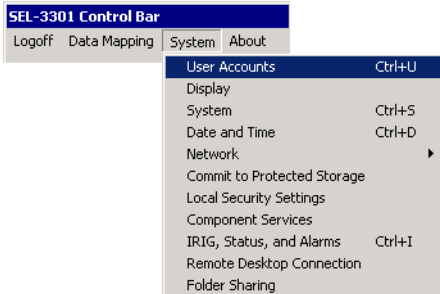 SEL-3301 Control Bar
Logoff Data Mapping System About
User Accounts Ctrl+U
Display
System Ctrl+S
Date and Time Ctrl+D
Network
Commit to Protected Storage
Local Security Settings
Component Services
IRIG, Status, and Alarms Ctrl+I
Remote Desktop Connection
Folder Sharing